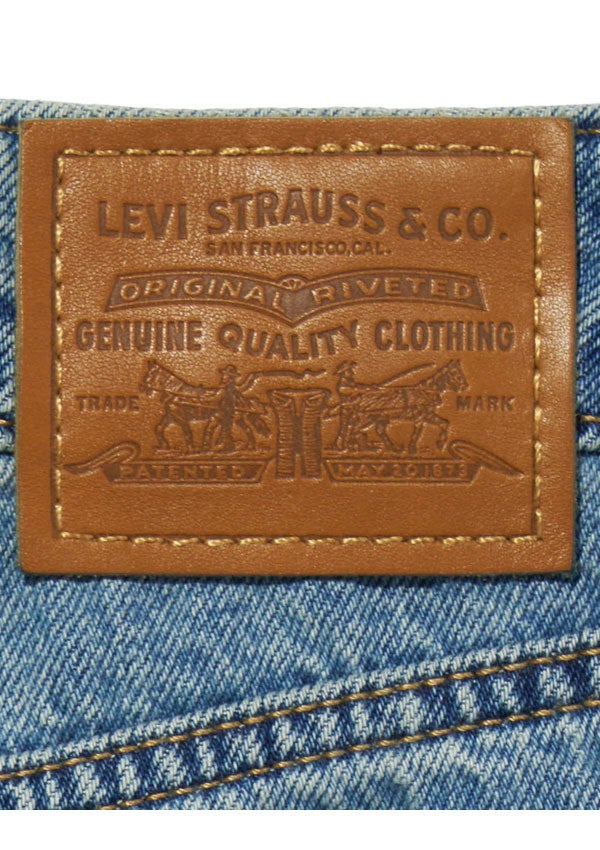 LEVI STRAUSS & CO.
SAN FRANCISCO, CAL.
ORIGINAL RIVETED
GENUINE QUALITY CLOTHING
TRADE MARK
PATENTED MAY 20 1873